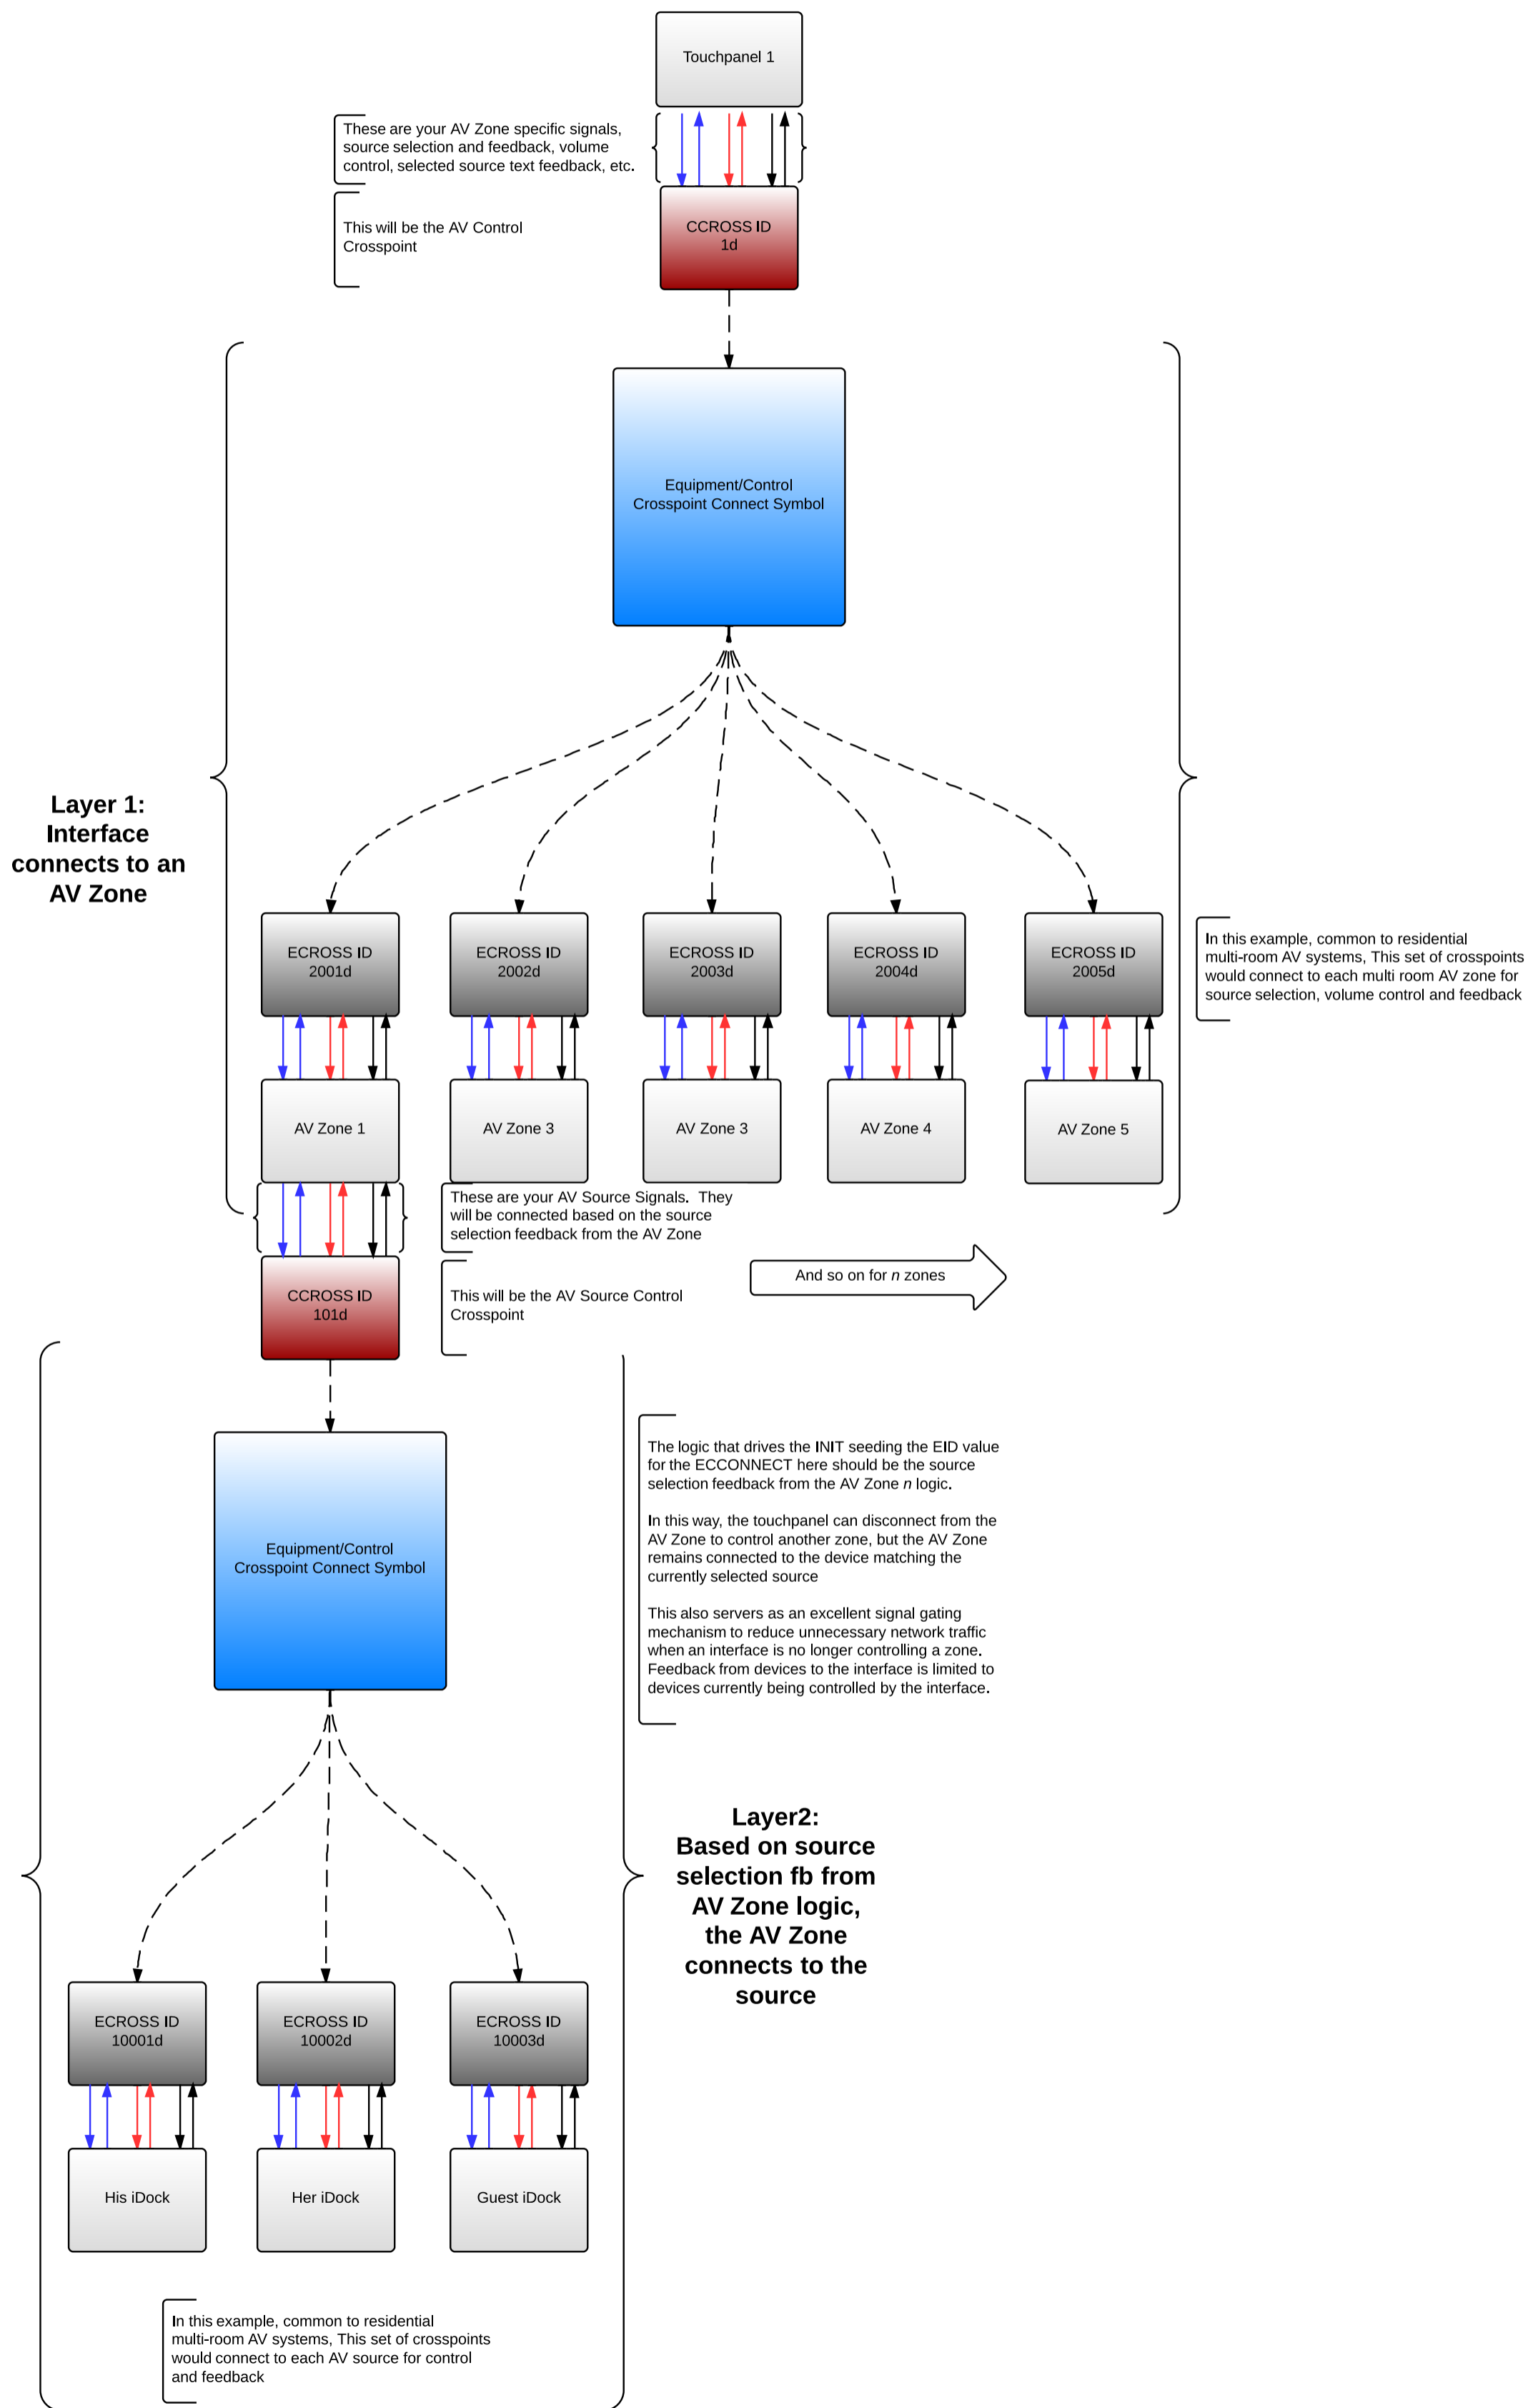 Touchpanel 1
These are your AV Zone specific signals,
source selection and feedback, volume
control, selected source text feedback, etc.
This will be the AV Control
Crosspoint
CCROSS ID
1d
Equipment/Control
Crosspoint Connect Symbol
Layer 1:
Interface
connects to an
AV Zone
ECROSS ID
2001d
ECROSS ID
2002d
ECROSS ID
2003d
ECROSS ID
2004d
ECROSS ID
2005d
In this example, common to residential
multi-room AV systems, This set of crosspoints
would connect to each multi room AV zone for
source selection, volume control and feedback
AV Zone 1
AV Zone 3
AV Zone 3
AV Zone 4
AV Zone 5
These are your AV Source Signals.  They
will be connected based on the source
selection feedback from the AV Zone
And so on for n zones
CCROSS ID
101d
This will be the AV Source Control
Crosspoint
Equipment/Control
Crosspoint Connect Symbol
The logic that drives the INIT seeding the EID value
for the ECCONNECT here should be the source
selection feedback from the AV Zone n logic.
In this way, the touchpanel can disconnect from the
AV Zone to control another zone, but the AV Zone
remains connected to the device matching the
currently selected source
This also servers as an excellent signal gating
mechanism to reduce unnecessary network traffic
when an interface is no longer controlling a zone.
Feedback from devices to the interface is limited to
devices currently being controlled by the interface.
Layer2:
Based on source
selection fb from
AV Zone logic,
the AV Zone
connects to the
source
ECROSS ID
10001d
ECROSS ID
10002d
ECROSS ID
10003d
His iDock
Her iDock
Guest iDock
In this example, common to residential
multi-room AV systems, This set of crosspoints
would connect to each AV source for control
and feedback